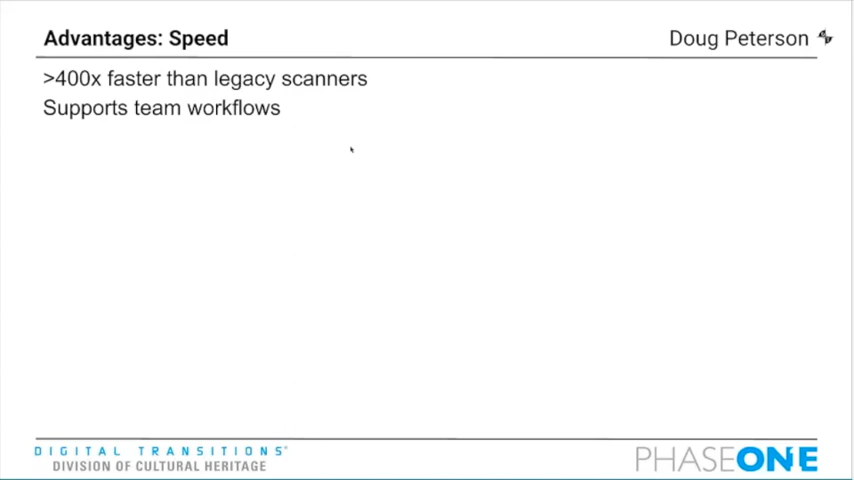 Advantages: Speed
Doug Peterson
>400x faster than legacy scanners
Supports team workflows
DIGITAL TRANSITIONS
DIVISION OF CULTURAL HERITAGE
PHASEONE